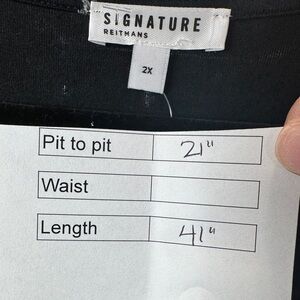 SIGNATURE
REITMANS
2X
Pit to pit 21"
Waist
Length 41"